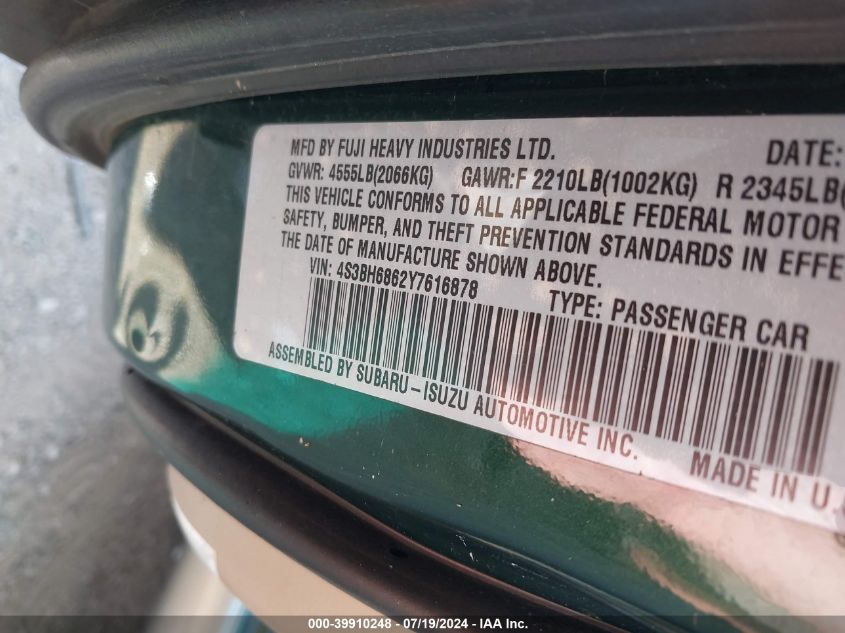 MFD BY FUJI HEAVY INDUSTRIES LTD. DATE:
GVWR: 4555LB(2066KG) GAWR:F 2210LB(1002KG) R 2345LB(
THIS VEHICLE CONFORMS TO ALL APPLICABLE FEDERAL MOTOR
SAFETY, BUMPER, AND THEFT PREVENTION STANDARDS IN EFFE
THE DATE OF MANUFACTURE SHOWN ABOVE.
VIN: 4S3BH6862Y7616878 TYPE: PASSENGER CAR
ASSEMBLED BY SUBARU-ISUZU AUTOMOTIVE INC.
MADE IN U.
000-39910248 - 07/19/2024 - IAA Inc.